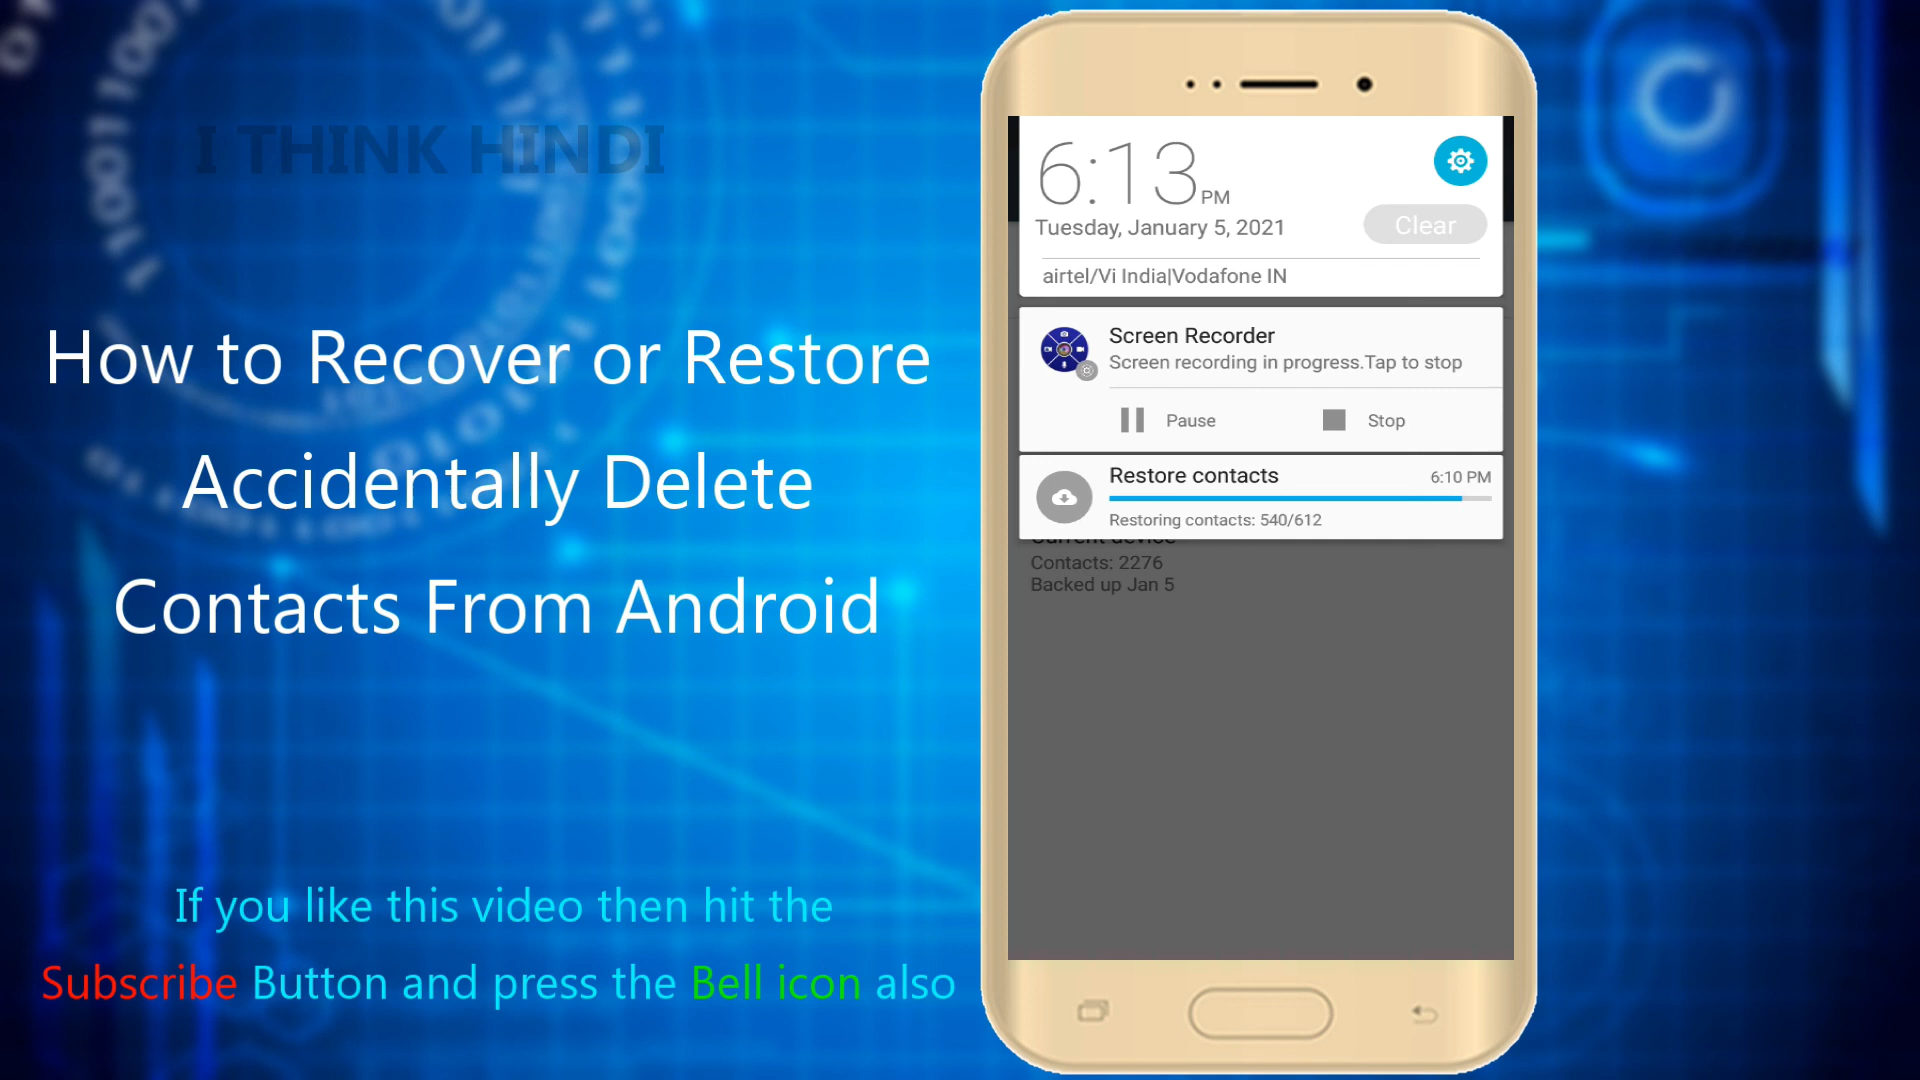 I THINK HINDI
How to Recover or Restore
Accidentally Delete
Contacts From Android
If you like this video then hit the
Subscribe Button and press the Bell icon also
6:13 PM
Tuesday, January 5, 2021
Clear
airtel/Vi India|Vodafone IN
Screen Recorder
Screen recording in progress.Tap to stop
Pause Stop
Restore contacts 6:10 PM
Restoring contacts: 540/612
Current device
Contacts: 2276
Backed up Jan 5